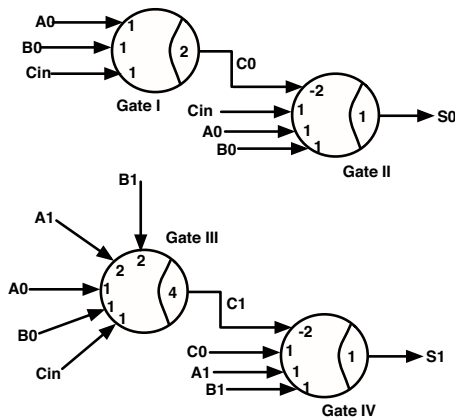 A0
1
B0
1
2
Cin
1
C0
Gate I
-2
Cin
1
1
S0
A0
1
B0
1
Gate II
B1
A1
Gate III
2
2
A0
1
4
1
B0
1
C1
Cin
-2
C0
1
1
S1
A1
1
B1
1
Gate IV